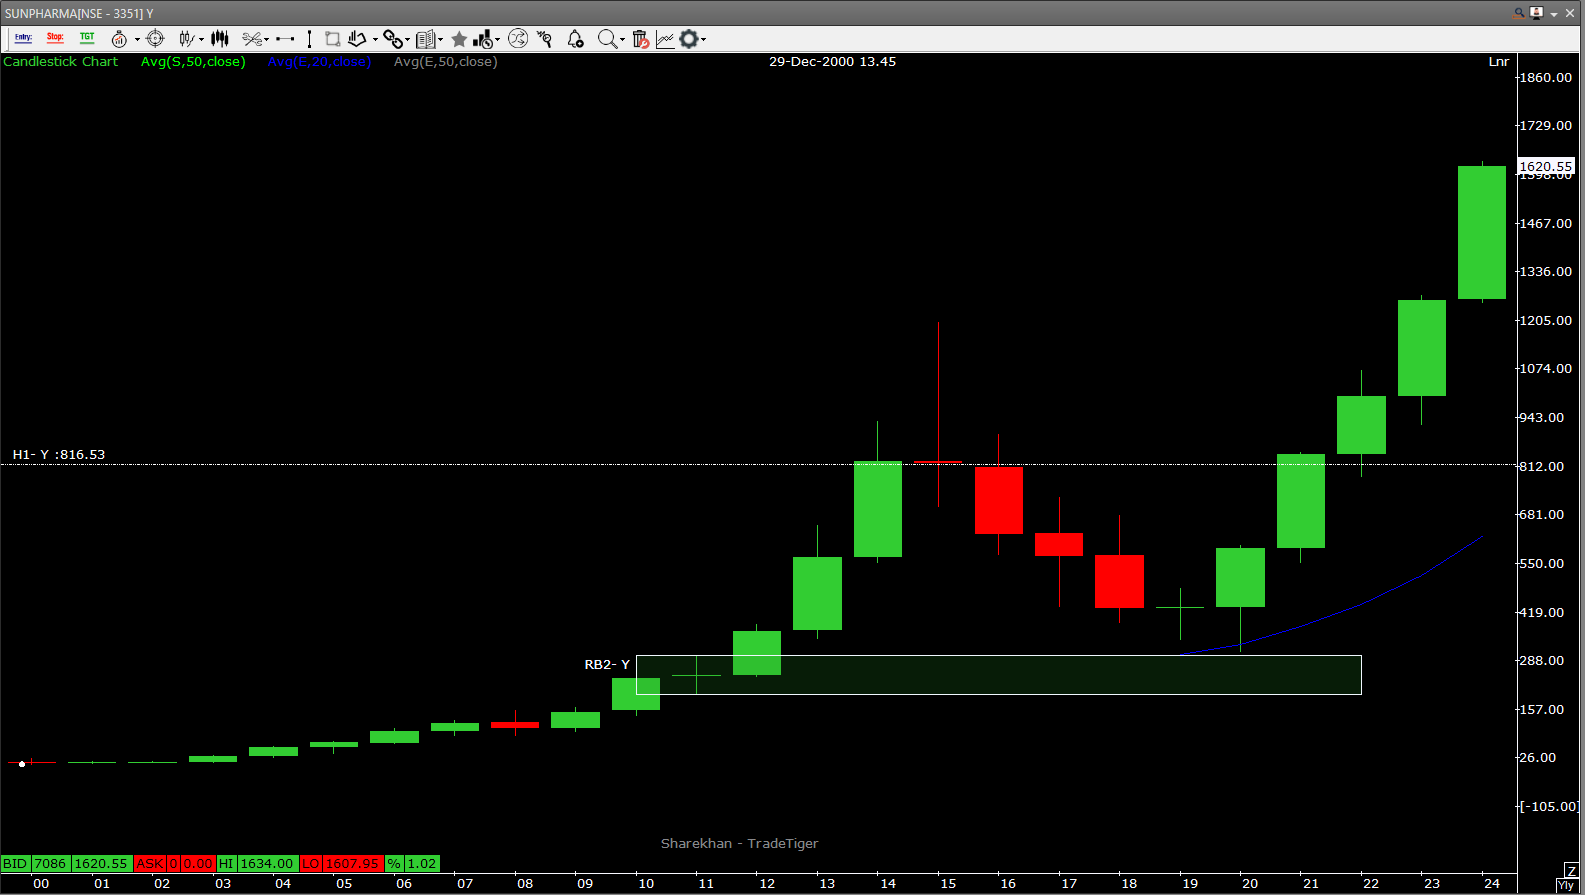 SUNPHARMA[NSE - 3351] Y
Entry: Stop: TGT
Candlestick Chart Avg(S,50,close) Avg(E,20,close) Avg(E,50,close) 29-Dec-2000 13.45 Lnr
1860.00
1729.00
1620.55
1598.00
1467.00
1336.00
1205.00
1074.00
943.00
H1- Y :816.53
812.00
681.00
550.00
419.00
RB2- Y
288.00
157.00
26.00
[-105.00]
Sharekhan - TradeTiger
BID 7086 1620.55 ASK 0 0.00 HI 1634.00 LO 1607.95 % 1.02
Z
00 01 02 03 04 05 06 07 08 09 10 11 12 13 14 15 16 17 18 19 20 21 22 23 24 Yly